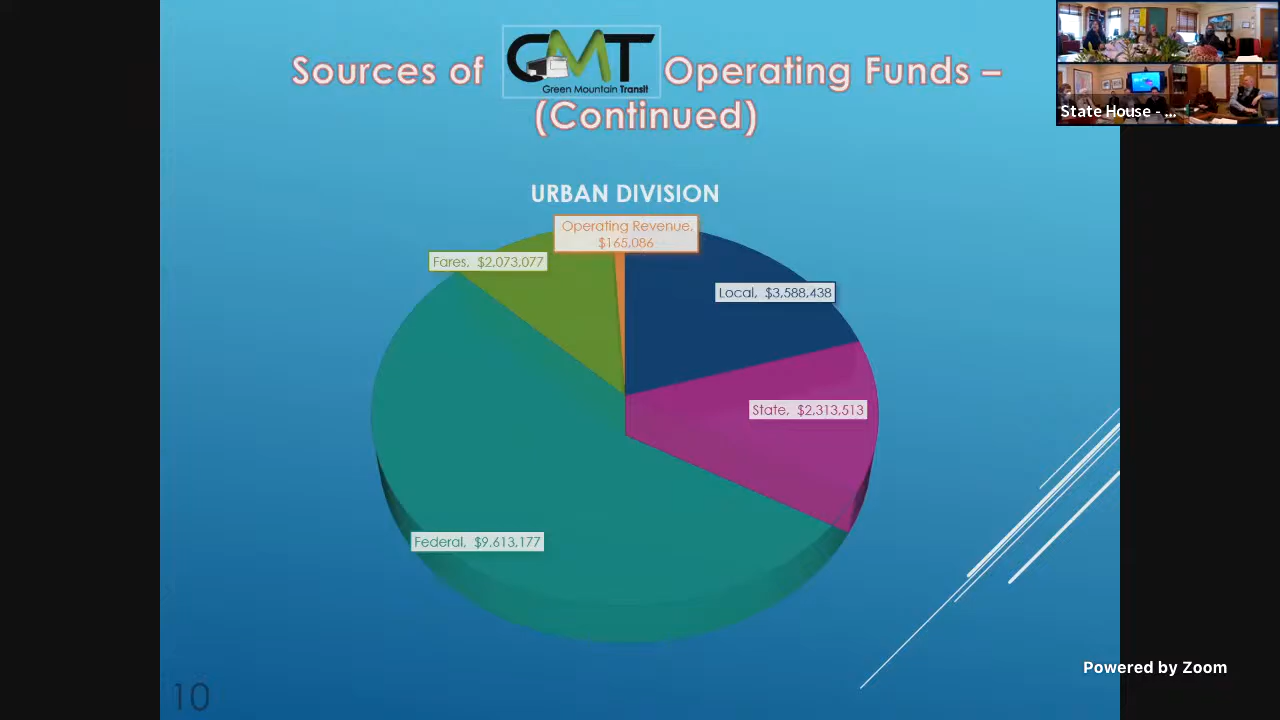 Sources of GMT Operating Funds –
Green Mountain Transit
(Continued)
State House - ...
URBAN DIVISION
Operating Revenue,
$165,086
Fares, $2,073,077
Local, $3,588,438
State, $2,313,513
Federal, $9,613,177
Powered by Zoom
10